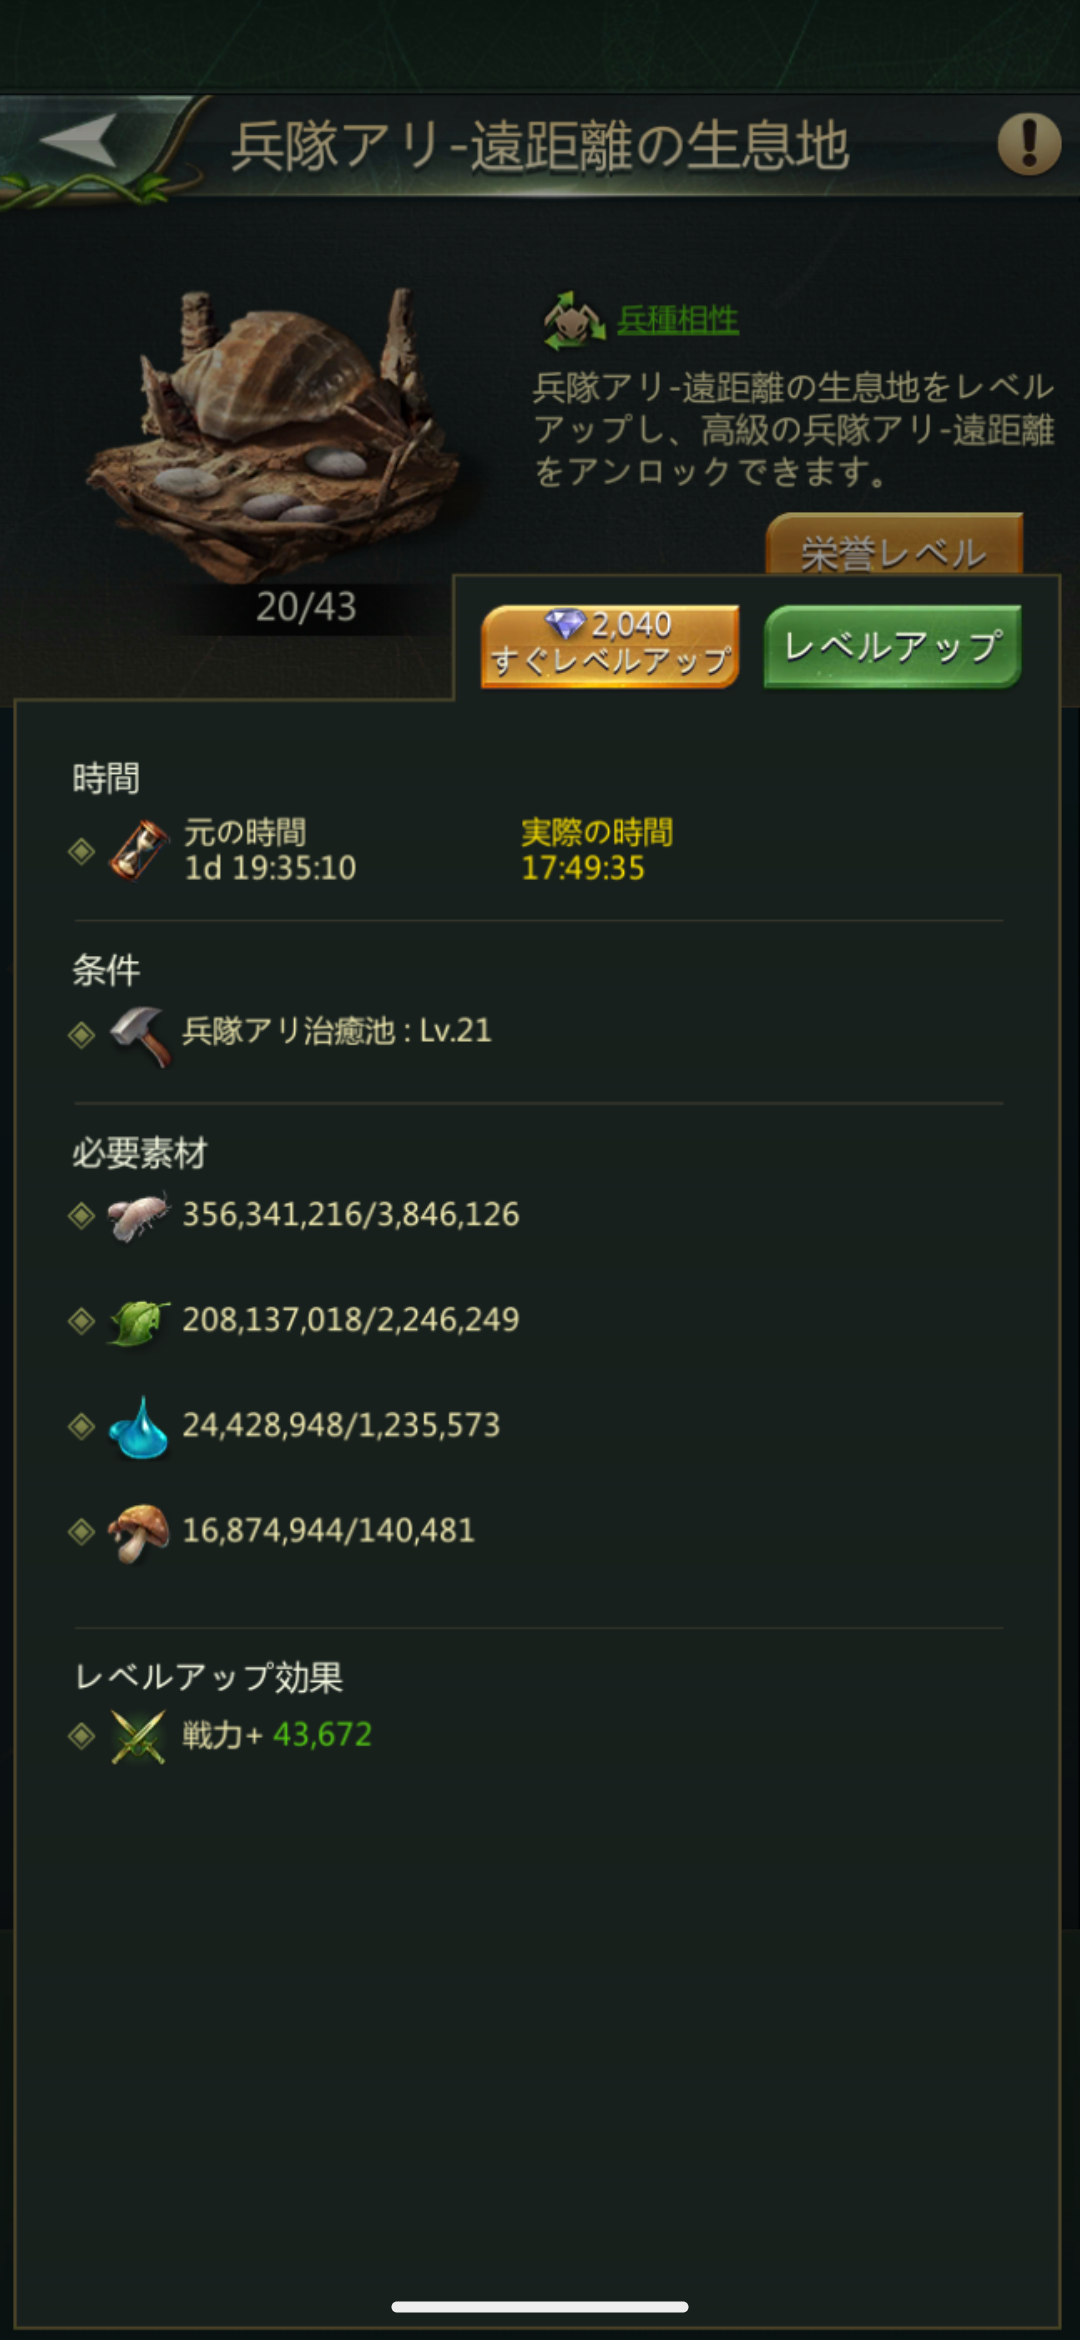 兵隊アリ-遠距離の生息地
兵種相性
兵隊アリ-遠距離の生息地をレベル
アップし、高級の兵隊アリ-遠距離
をアンロックできます。
栄誉レベル
20/43
2,040
すぐレベルアップ
レベルアップ
時間
元の時間
1d 19:35:10
実際の時間
17:49:35
条件
兵隊アリ治癒池 : Lv.21
必要素材
356,341,216/3,846,126
208,137,018/2,246,249
24,428,948/1,235,573
16,874,944/140,481
レベルアップ効果
戦力+ 43,672